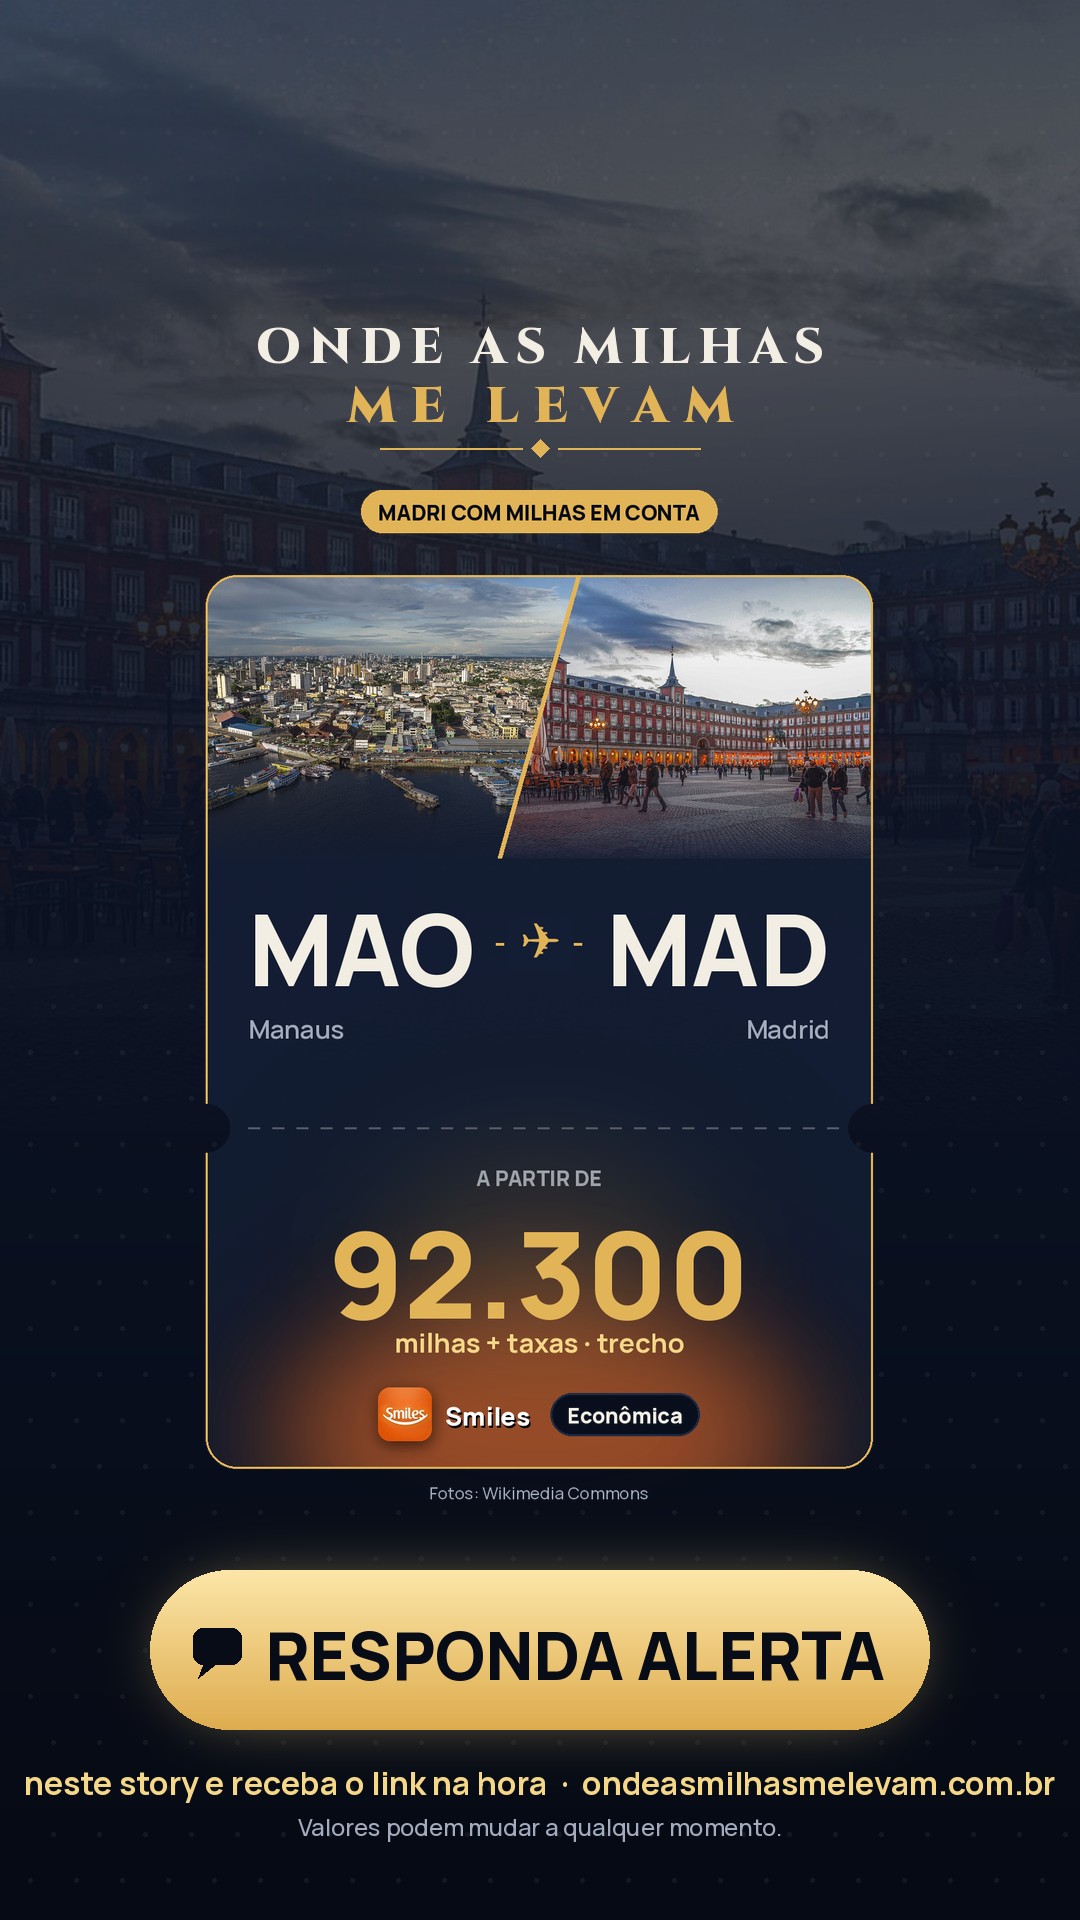 ONDE AS MILHAS
ME LEVAM
MADRI COM MILHAS EM CONTA
MAO - ✈ - MAD
Manaus Madrid
A PARTIR DE
92.300
milhas + taxas · trecho
Smiles Smiles Econômica
Fotos: Wikimedia Commons
RESPONDA ALERTA
neste story e receba o link na hora · ondeasmilhasmelevam.com.br
Valores podem mudar a qualquer momento.